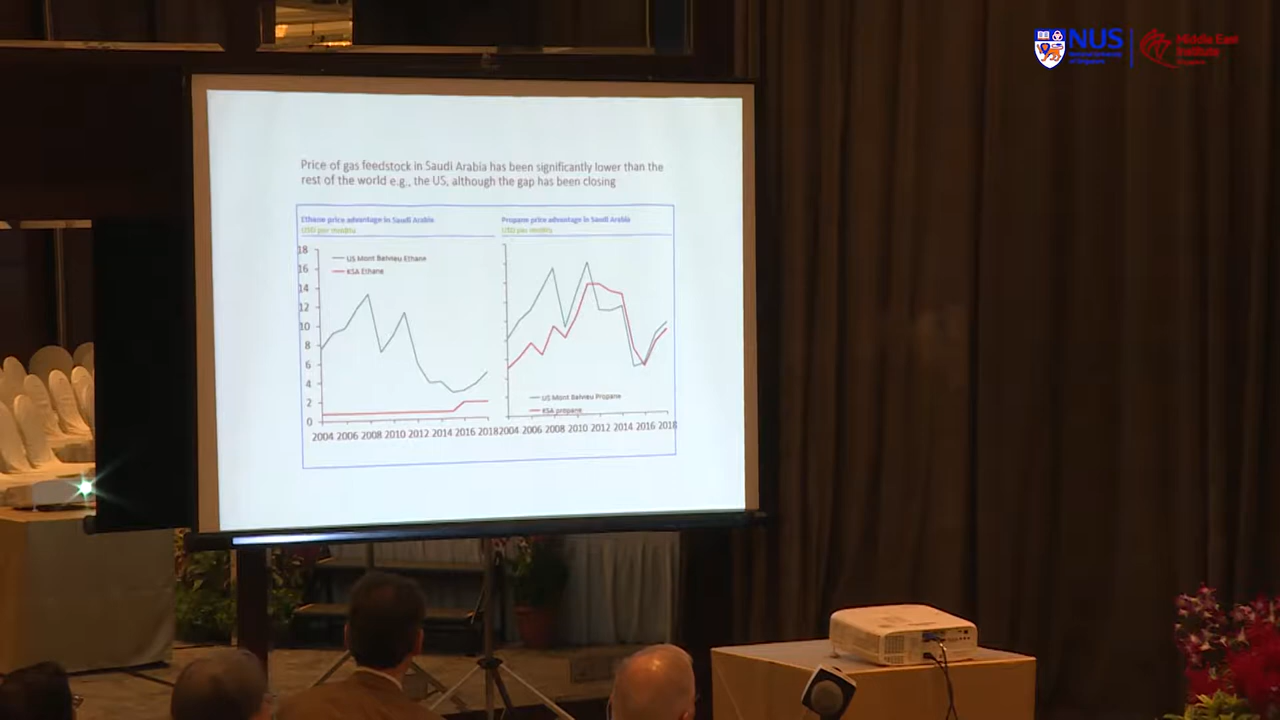 NUS
National University
of Singapore
Middle East
Institute
Price of gas feedstock in Saudi Arabia has been significantly lower than the
rest of the world e.g., the US, although the gap has been closing
Ethane price advantage in Saudi Arabia
USD per mmbtu
18
16
14
12
10
8
6
4
2
0
US Mont Belvieu Ethane
KSA Ethane
2004 2006 2008 2010 2012 2014 2016 2018
Propane price advantage in Saudi Arabia
USD per mmbtu
US Mont Belvieu Propane
KSA propane
2004 2006 2008 2010 2012 2014 2016 2018